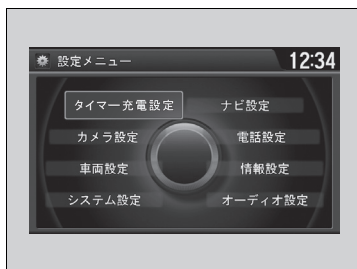 設定メニュー 12:34
タイマー充電設定 ナビ設定
カメラ設定 電話設定
車両設定 情報設定
システム設定 オーディオ設定